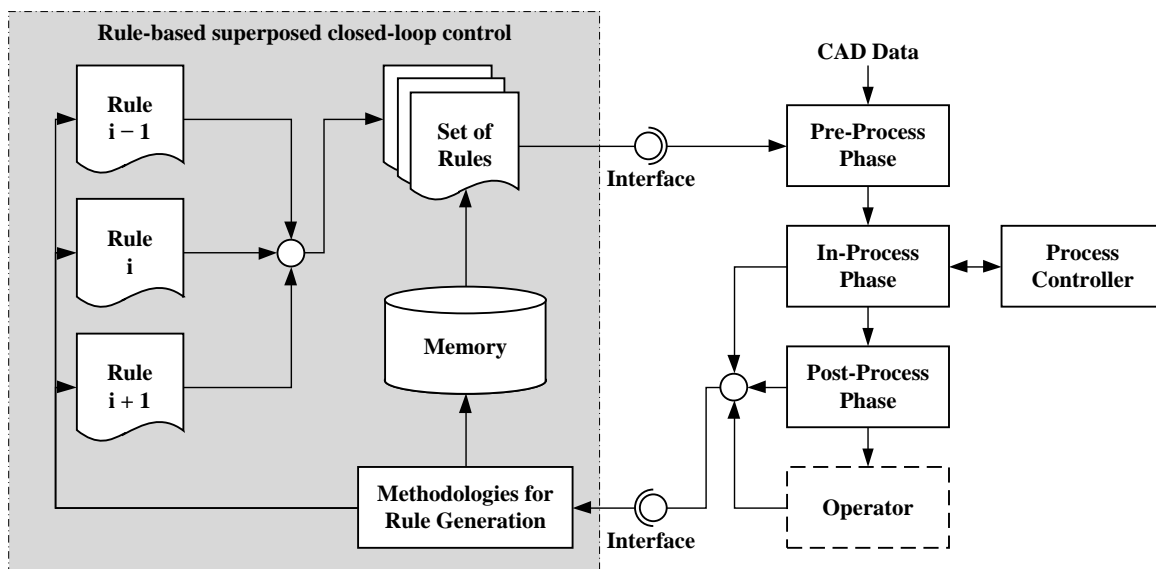 Rule-based superposed closed-loop control
Rule
i − 1
Rule
i
Rule
i + 1
Set of
Rules
Memory
Methodologies for
Rule Generation
Interface
Interface
CAD Data
Pre-Process
Phase
In-Process
Phase
Process
Controller
Post-Process
Phase
Operator